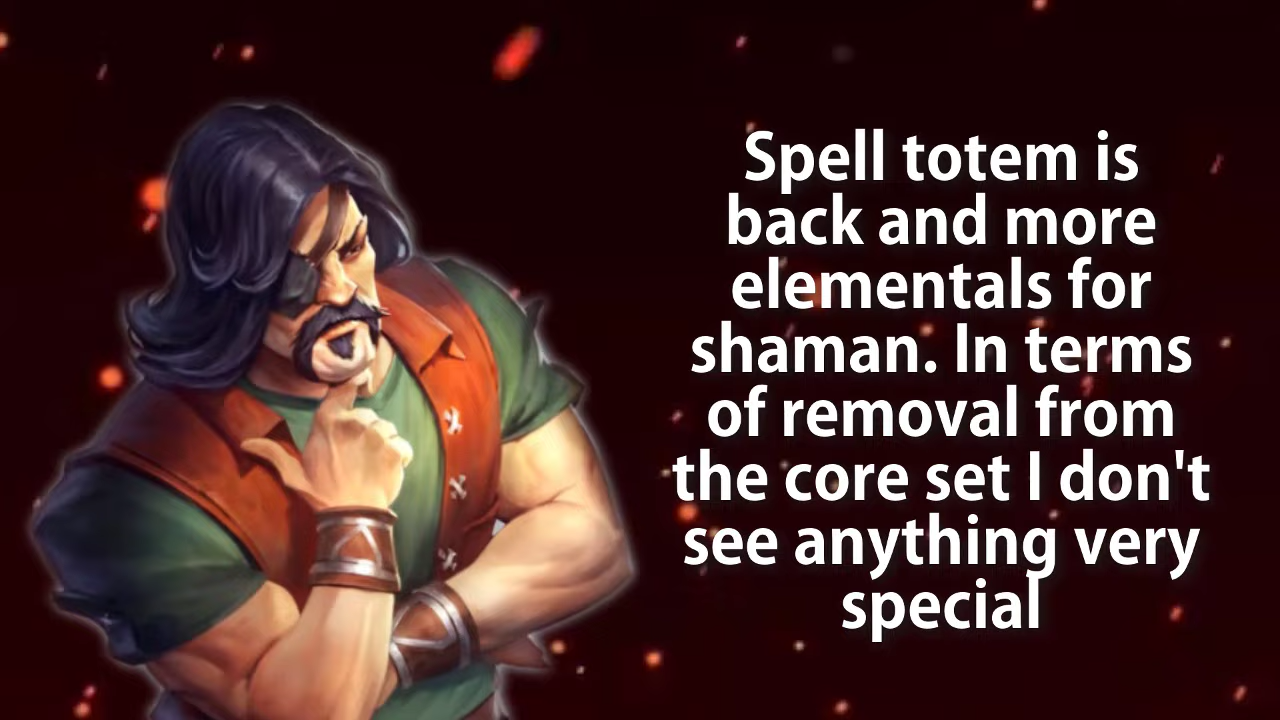 Spell totem is
back and more
elementals for
shaman. In terms
of removal from
the core set I don't
see anything very
special